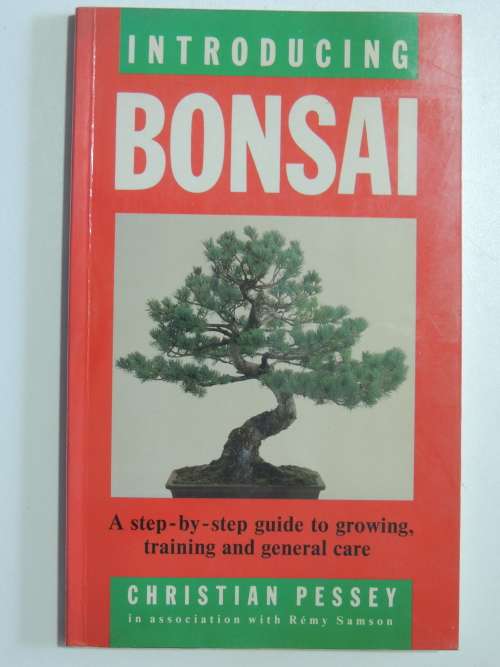 INTRODUCING
BONSAI
A step-by-step guide to growing,
training and general care
CHRISTIAN PESSEY
in association with Rémy Samson